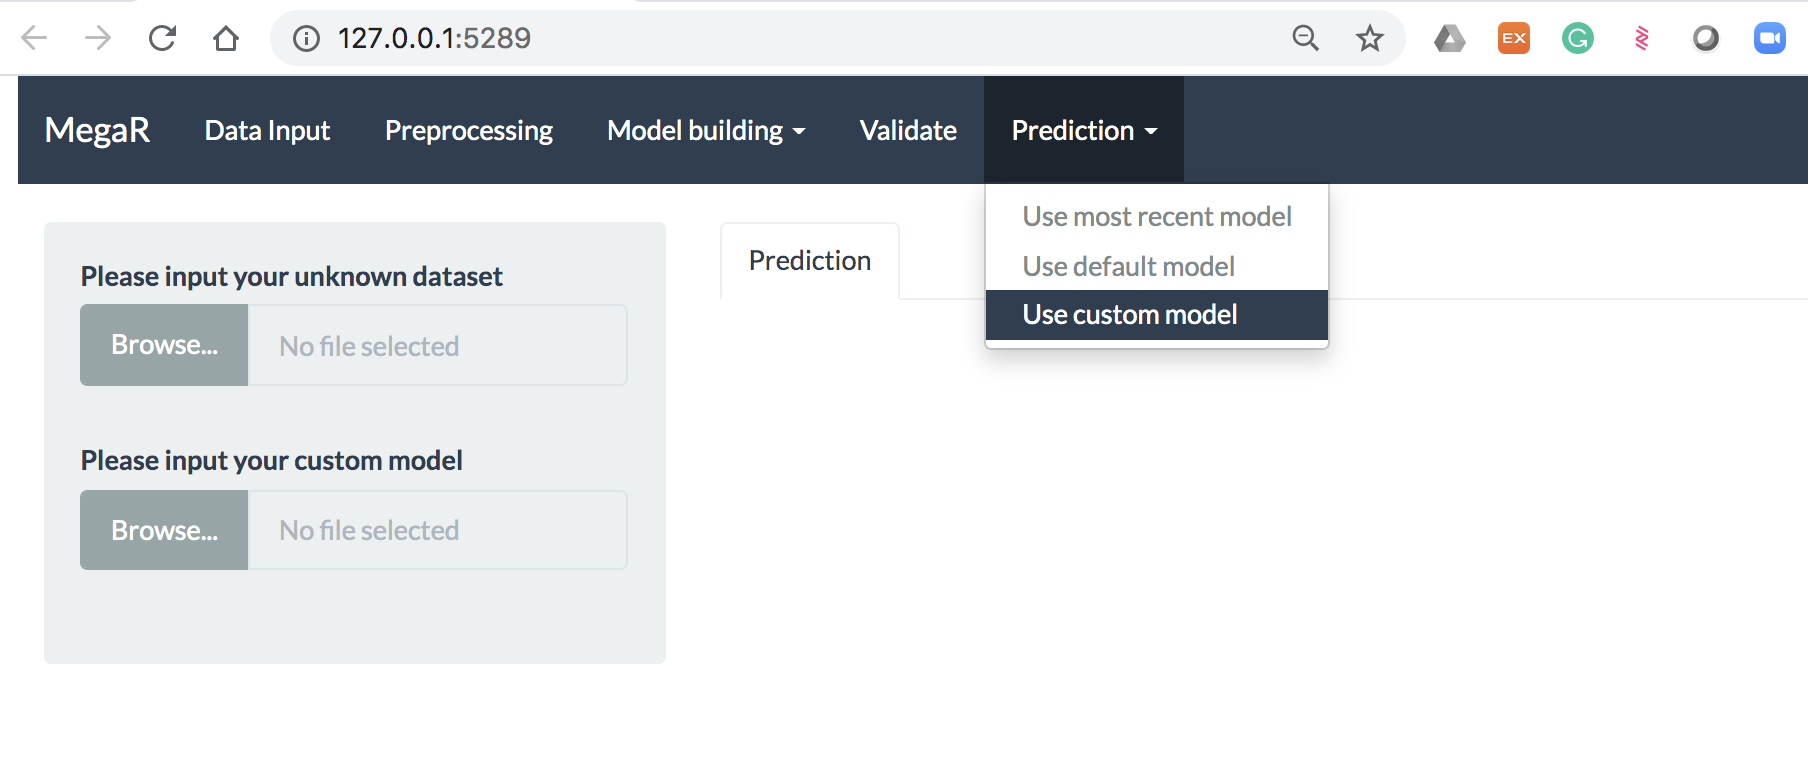 127.0.0.1:5289
EX
MegaR
Data Input
Preprocessing
Model building
Validate
Prediction
Use most recent model
Use default model
Use custom model
Please input your unknown dataset
Browse...
No file selected
Please input your custom model
Browse...
No file selected
Prediction